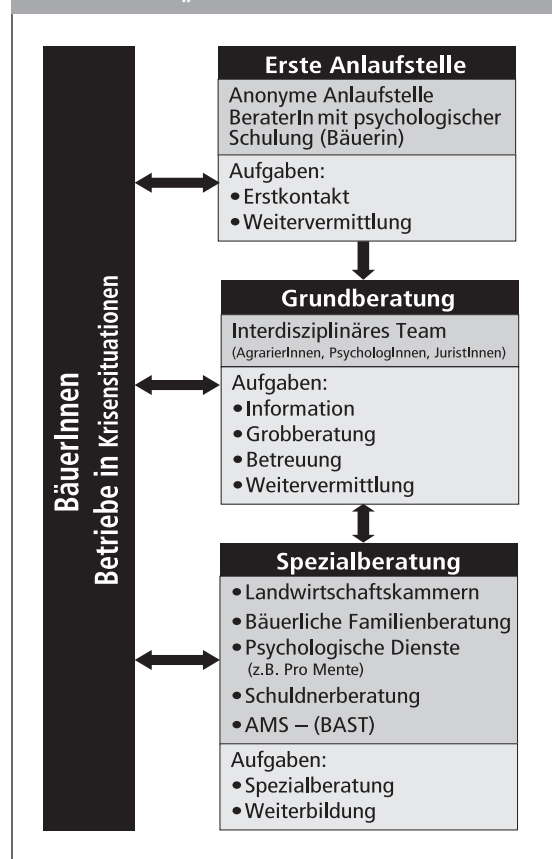 BäuerInnen
Betriebe in Krisensituationen
Erste Anlaufstelle
Anonyme Anlaufstelle
BeraterIn mit psychologischer
Schulung (Bäuerin)
Aufgaben:
• Erstkontakt
• Weitervermittlung
Grundberatung
Interdisziplinäres Team
(AgrarierInnen, PsychologInnen, JuristInnen)
Aufgaben:
• Information
• Grobberatung
• Betreuung
• Weitervermittlung
Spezialberatung
• Landwirtschaftskammern
• Bäuerliche Familienberatung
• Psychologische Dienste
(z.B. Pro Mente)
• Schuldnerberatung
• AMS – (BAST)
Aufgaben:
• Spezialberatung
• Weiterbildung